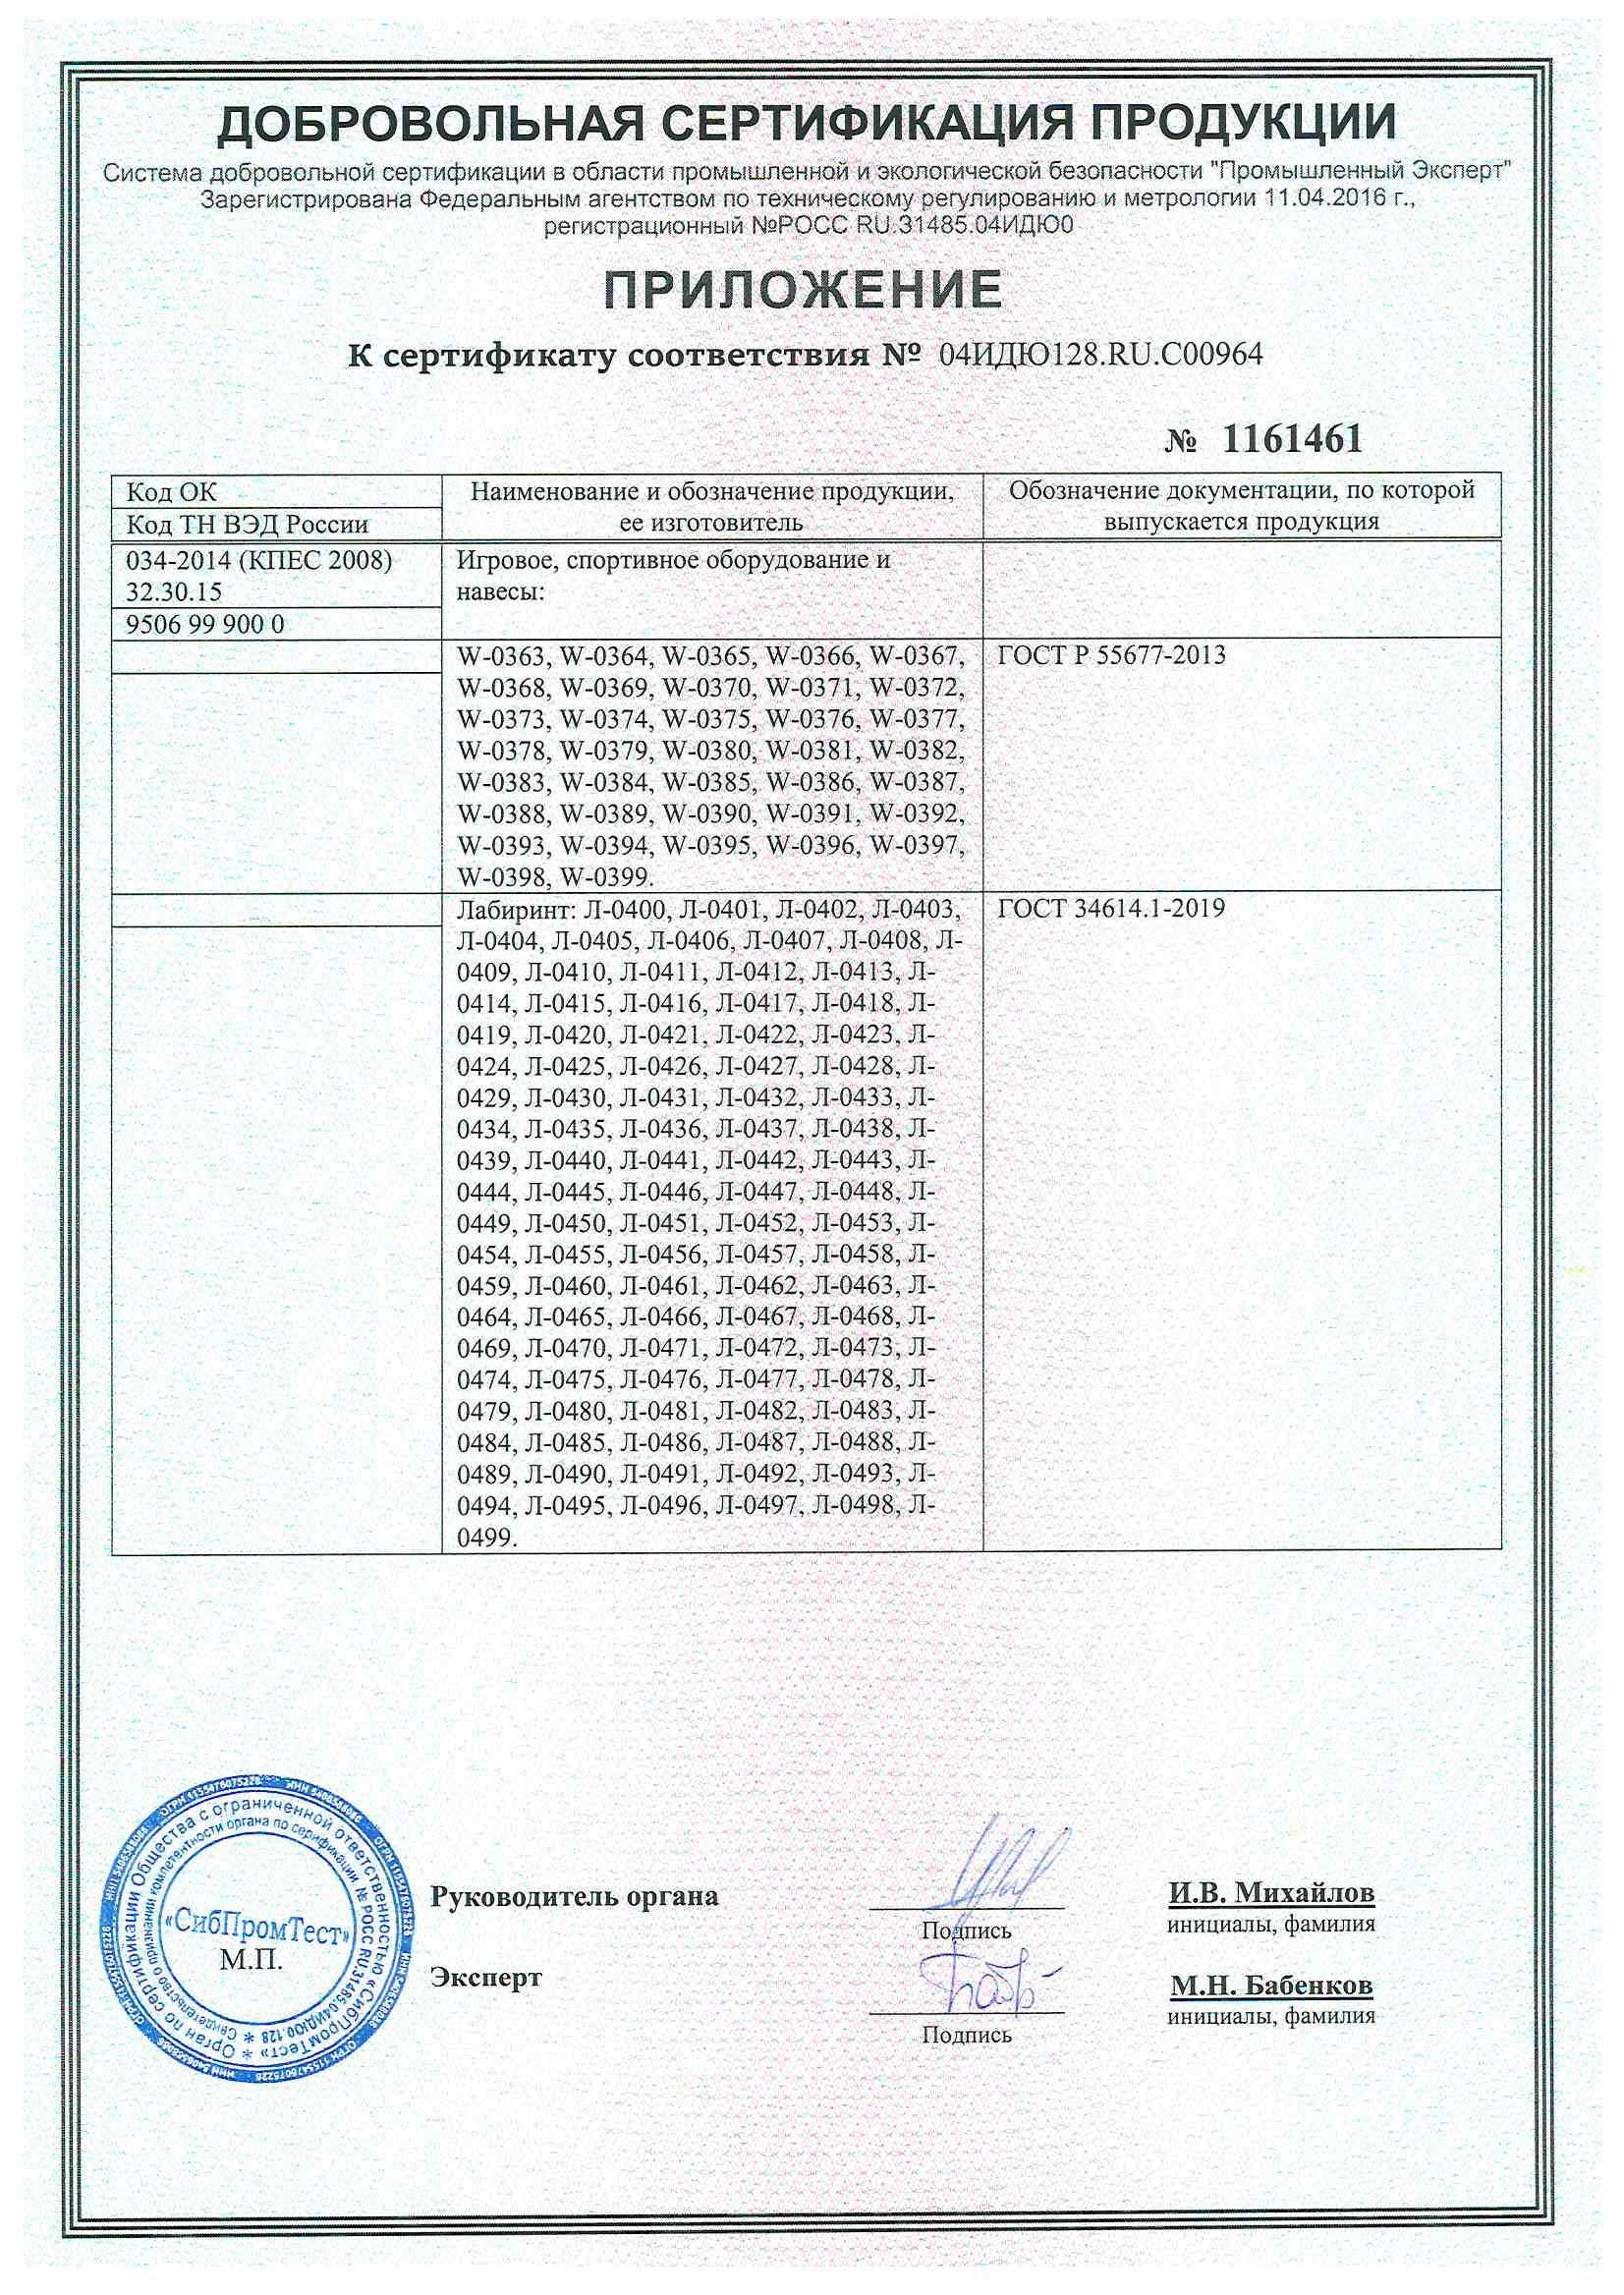 ДОБРОВОЛЬНАЯ СЕРТИФИКАЦИЯ ПРОДУКЦИИ
Система добровольной сертификации в области промышленной и экологической безопасности "Промышленный Эксперт"
Зарегистрирована Федеральным агентством по техническому регулированию и метрологии 11.04.2016 г.,
регистрационный №РОСС RU.31485.04ИДЮ0
ПРИЛОЖЕНИЕ
К сертификату соответствия № 04ИДЮ128.RU.С00964
№ 1161461
Код ОК
Код ТН ВЭД России
Наименование и обозначение продукции,
ее изготовитель
Обозначение документации, по которой
выпускается продукция
034-2014 (КПЕС 2008)
32.30.15
9506 99 900 0
Игровое, спортивное оборудование и
навесы:
W-0363, W-0364, W-0365, W-0366, W-0367,
W-0368, W-0369, W-0370, W-0371, W-0372,
W-0373, W-0374, W-0375, W-0376, W-0377,
W-0378, W-0379, W-0380, W-0381, W-0382,
W-0383, W-0384, W-0385, W-0386, W-0387,
W-0388, W-0389, W-0390, W-0391, W-0392,
W-0393, W-0394, W-0395, W-0396, W-0397,
W-0398, W-0399.
ГОСТ Р 55677-2013
Лабиринт: Л-0400, Л-0401, Л-0402, Л-0403,
Л-0404, Л-0405, Л-0406, Л-0407, Л-0408, Л-
0409, Л-0410, Л-0411, Л-0412, Л-0413, Л-
0414, Л-0415, Л-0416, Л-0417, Л-0418, Л-
0419, Л-0420, Л-0421, Л-0422, Л-0423, Л-
0424, Л-0425, Л-0426, Л-0427, Л-0428, Л-
0429, Л-0430, Л-0431, Л-0432, Л-0433, Л-
0434, Л-0435, Л-0436, Л-0437, Л-0438, Л-
0439, Л-0440, Л-0441, Л-0442, Л-0443, Л-
0444, Л-0445, Л-0446, Л-0447, Л-0448, Л-
0449, Л-0450, Л-0451, Л-0452, Л-0453, Л-
0454, Л-0455, Л-0456, Л-0457, Л-0458, Л-
0459, Л-0460, Л-0461, Л-0462, Л-0463, Л-
0464, Л-0465, Л-0466, Л-0467, Л-0468, Л-
0469, Л-0470, Л-0471, Л-0472, Л-0473, Л-
0474, Л-0475, Л-0476, Л-0477, Л-0478, Л-
0479, Л-0480, Л-0481, Л-0482, Л-0483, Л-
0484, Л-0485, Л-0486, Л-0487, Л-0488, Л-
0489, Л-0490, Л-0491, Л-0492, Л-0493, Л-
0494, Л-0495, Л-0496, Л-0497, Л-0498, Л-
0499.
ГОСТ 34614.1-2019
Орган по сертификации Общества с ограниченной ответственностью «СибПромТест» *
Свидетельство о признании компетентности органа по серификации № РОСС RU.31485.04ИДЮ0.128 *
«СибПромТест»
М.П.
Руководитель органа
Подпись
И.В. Михайлов
инициалы, фамилия
Эксперт
Подпись
М.Н. Бабенков
инициалы, фамилия